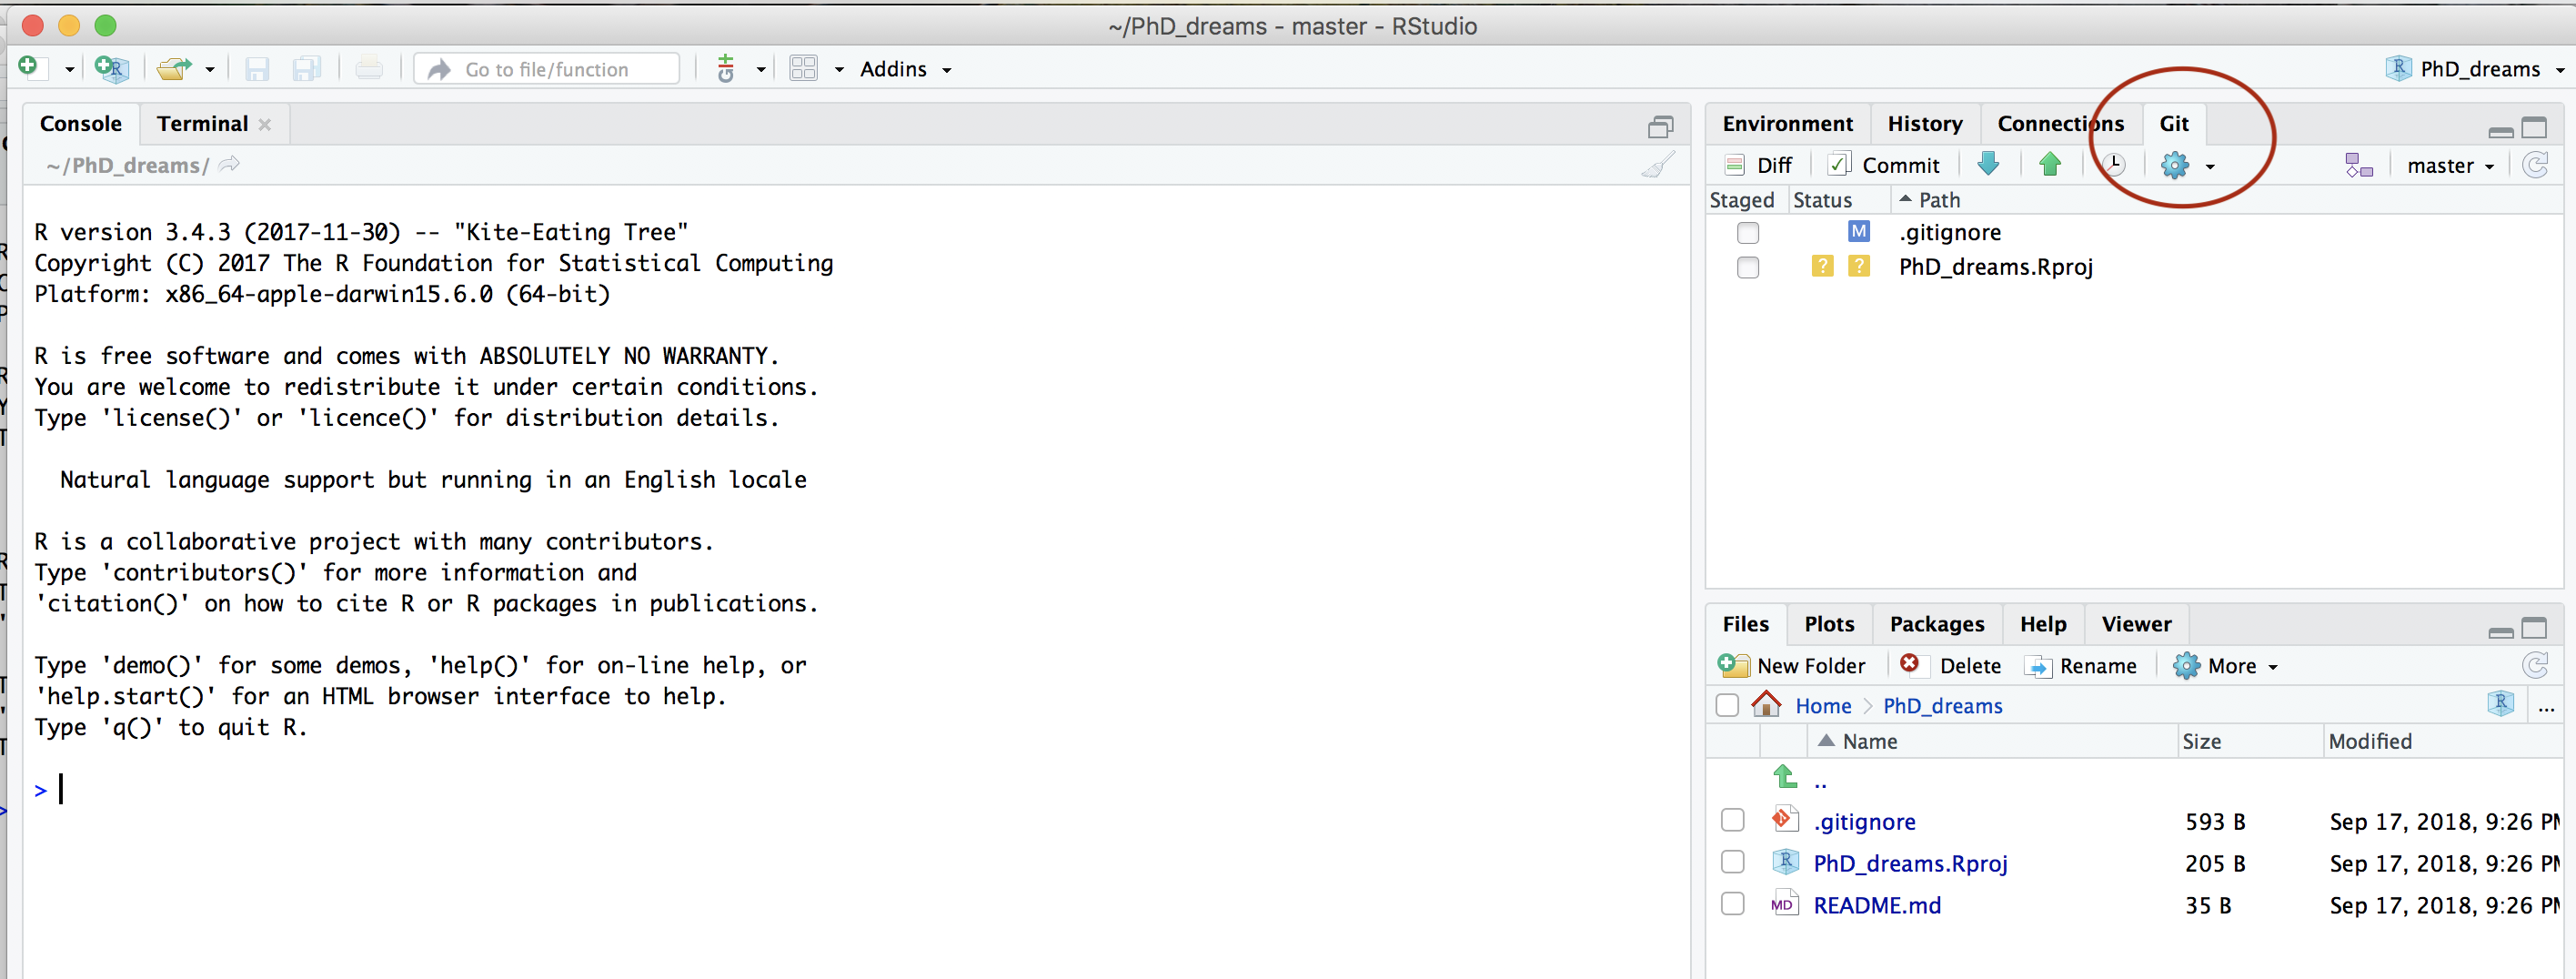 ~/PhD_dreams - master - RStudio
Go to file/function
Addins
PhD_dreams
Console Terminal
~/PhD_dreams/
R version 3.4.3 (2017-11-30) -- "Kite-Eating Tree"
Copyright (C) 2017 The R Foundation for Statistical Computing
Platform: x86_64-apple-darwin15.6.0 (64-bit)
R is free software and comes with ABSOLUTELY NO WARRANTY.
You are welcome to redistribute it under certain conditions.
Type 'license()' or 'licence()' for distribution details.
Natural language support but running in an English locale
R is a collaborative project with many contributors.
Type 'contributors()' for more information and
'citation()' on how to cite R or R packages in publications.
Type 'demo()' for some demos, 'help()' for on-line help, or
'help.start()' for an HTML browser interface to help.
Type 'q()' to quit R.
>
Environment History Connections Git
Diff Commit master
Staged Status Path
M .gitignore
? ? PhD_dreams.Rproj
Files Plots Packages Help Viewer
New Folder Delete Rename More
Home PhD_dreams ...
Name Size Modified
..
.gitignore 593 B Sep 17, 2018, 9:26 PM
PhD_dreams.Rproj 205 B Sep 17, 2018, 9:26 PM
MD README.md 35 B Sep 17, 2018, 9:26 PM